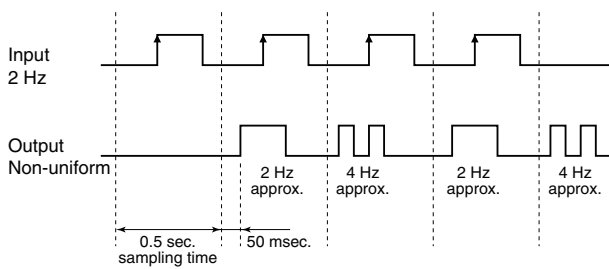 Input
2 Hz
Output
Non-uniform
2 Hz
approx.
4 Hz
approx.
2 Hz
approx.
4 Hz
approx.
0.5 sec.
sampling time
50 msec.